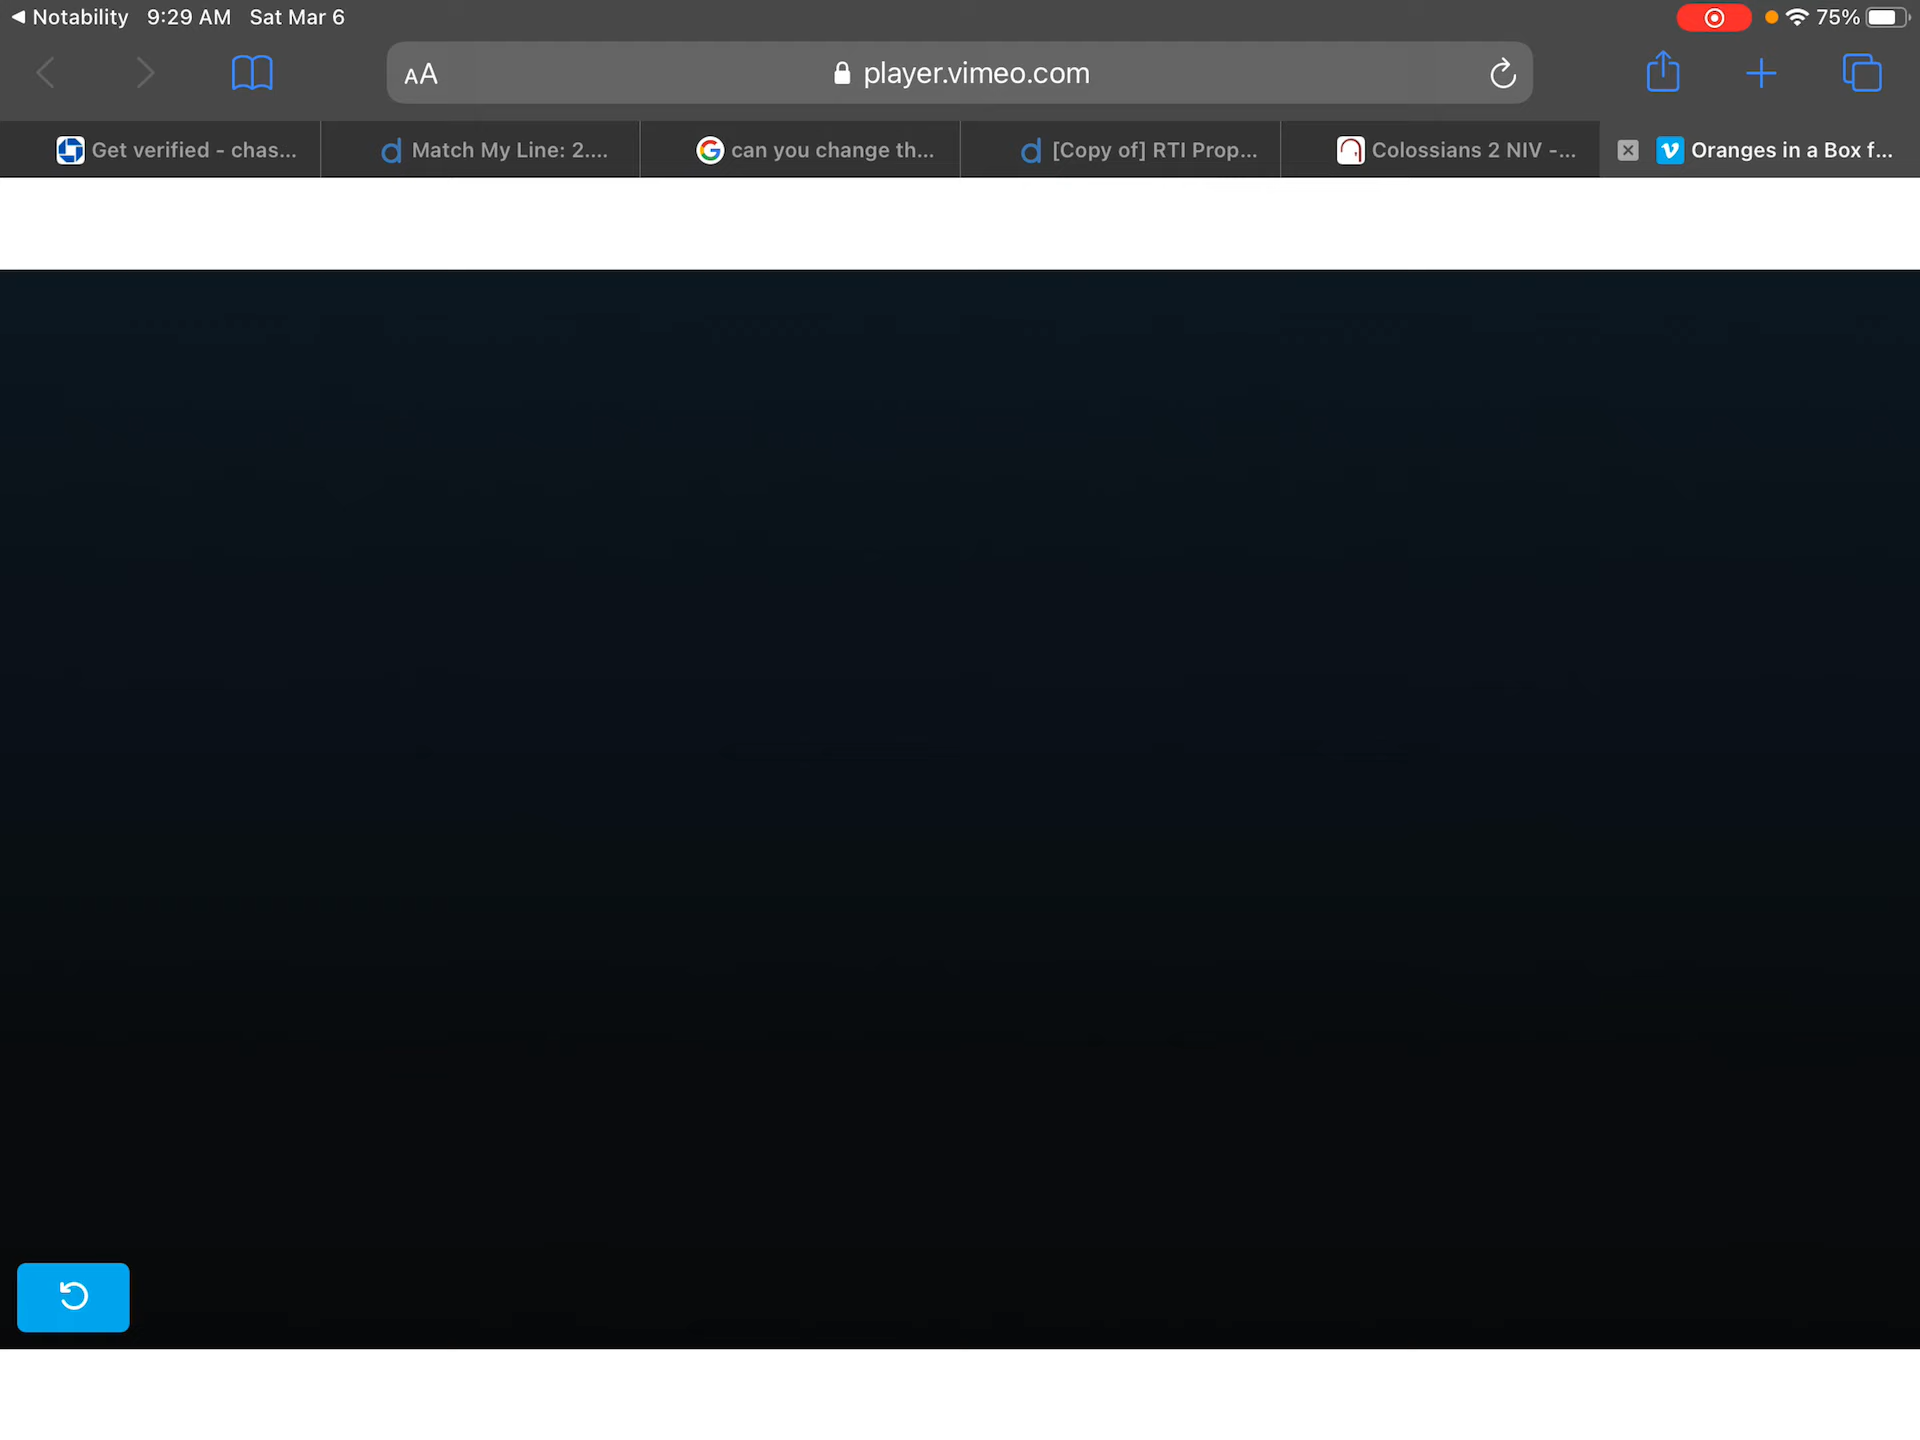 Notability 9:29 AM Sat Mar 6 75%
AA player.vimeo.com
Get verified - chas... Match My Line: 2.... can you change th... [Copy of] RTI Prop... Colossians 2 NIV -... Oranges in a Box f...